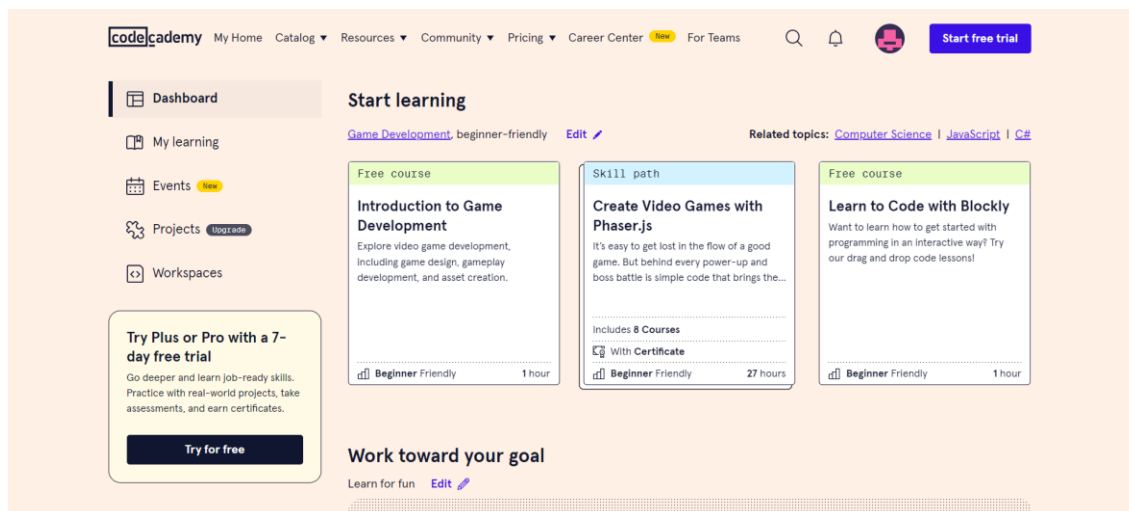 codecademy My Home Catalog ▼ Resources ▼ Community ▼ Pricing ▼ Career Center New For Teams Start free trial
Dashboard
My learning
Events New
Projects Upgrade
Workspaces
Try Plus or Pro with a 7-
day free trial
Go deeper and learn job-ready skills.
Practice with real-world projects, take
assessments, and earn certificates.
Try for free
Start learning
Game Development, beginner-friendly Edit
Related topics: Computer Science | JavaScript | C#
Free course
Introduction to Game
Development
Explore video game development,
including game design, gameplay
development, and asset creation.
Beginner Friendly 1 hour
Skill path
Create Video Games with
Phaser.js
It's easy to get lost in the flow of a good
game. But behind every power-up and
boss battle is simple code that brings the...
Includes 8 Courses
With Certificate
Beginner Friendly 27 hours
Free course
Learn to Code with Blockly
Want to learn how to get started with
programming in an interactive way? Try
our drag and drop code lessons!
Beginner Friendly 1 hour
Work toward your goal
Learn for fun Edit